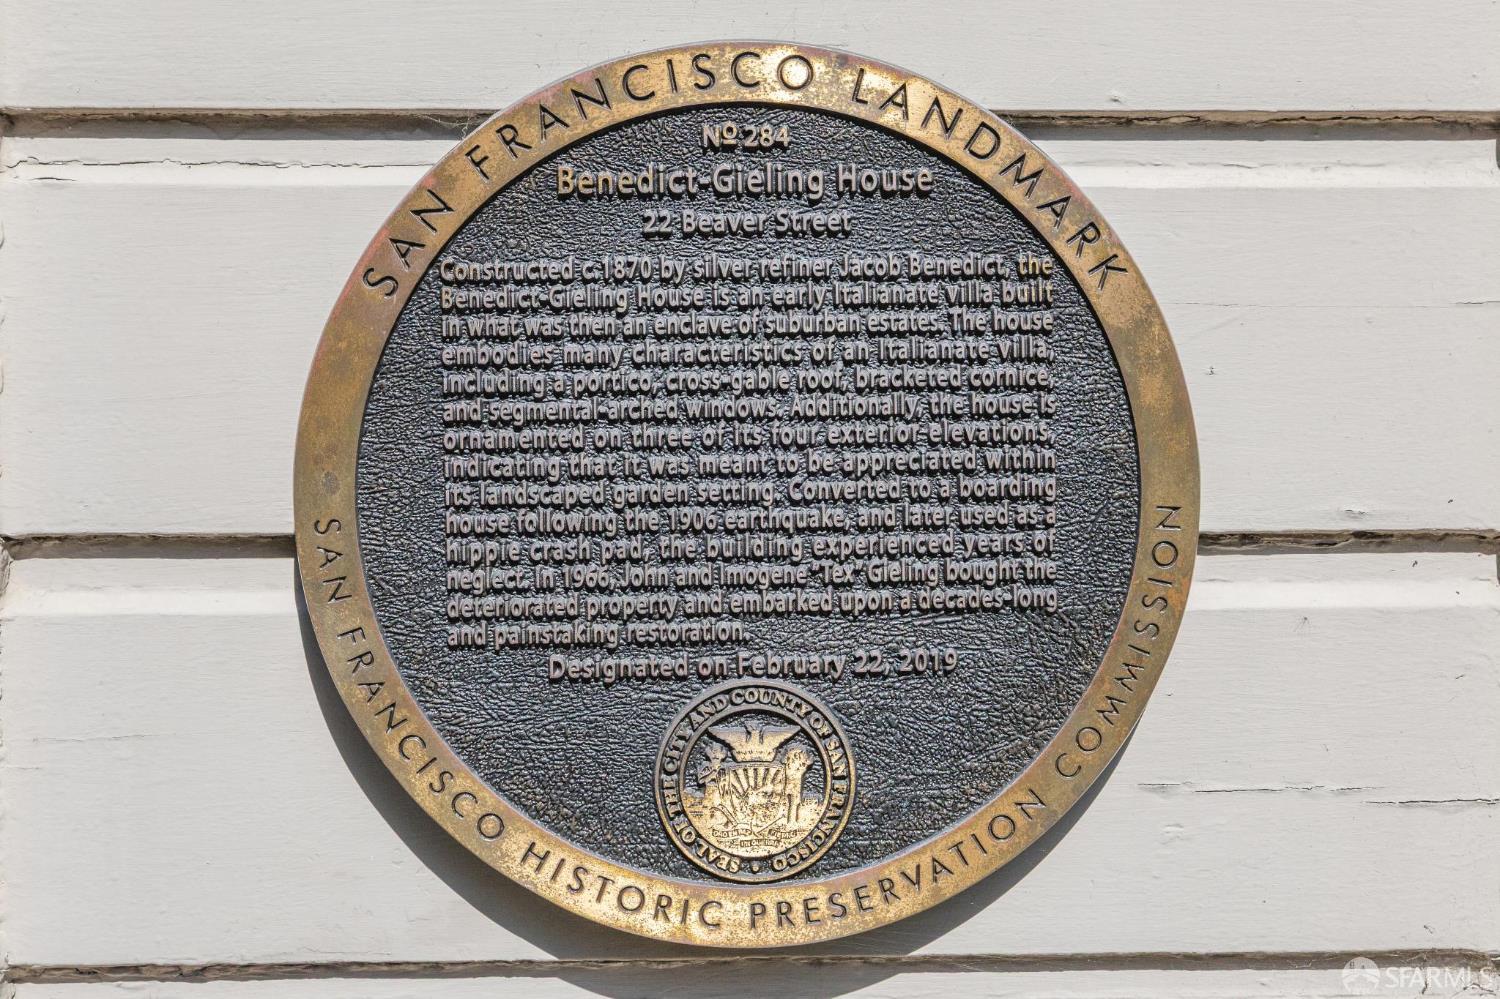 SAN FRANCISCO LANDMARK
Nº 284
Benedict-Gieling House
22 Beaver Street
Constructed c.1870 by silver refiner Jacob Benedict, the
Benedict-Gieling House is an early Italianate villa built
in what was then an enclave of suburban estates. The house
embodies many characteristics of an Italianate villa,
including a portico, cross-gable roof, bracketed cornice,
and segmental-arched windows. Additionally, the house is
ornamented on three of its four exterior elevations,
indicating that it was meant to be appreciated within
its landscaped garden setting. Converted to a boarding
house following the 1906 earthquake, and later used as a
hippie crash pad, the building experienced years of
neglect. In 1966, John and Imogene "Tex" Gieling bought the
deteriorated property and embarked upon a decades-long
and painstaking restoration.
Designated on February 22, 2019
SEAL OF THE CITY AND COUNTY OF SAN FRANCISCO
SAN FRANCISCO HISTORIC PRESERVATION COMMISSION
SFARMLS